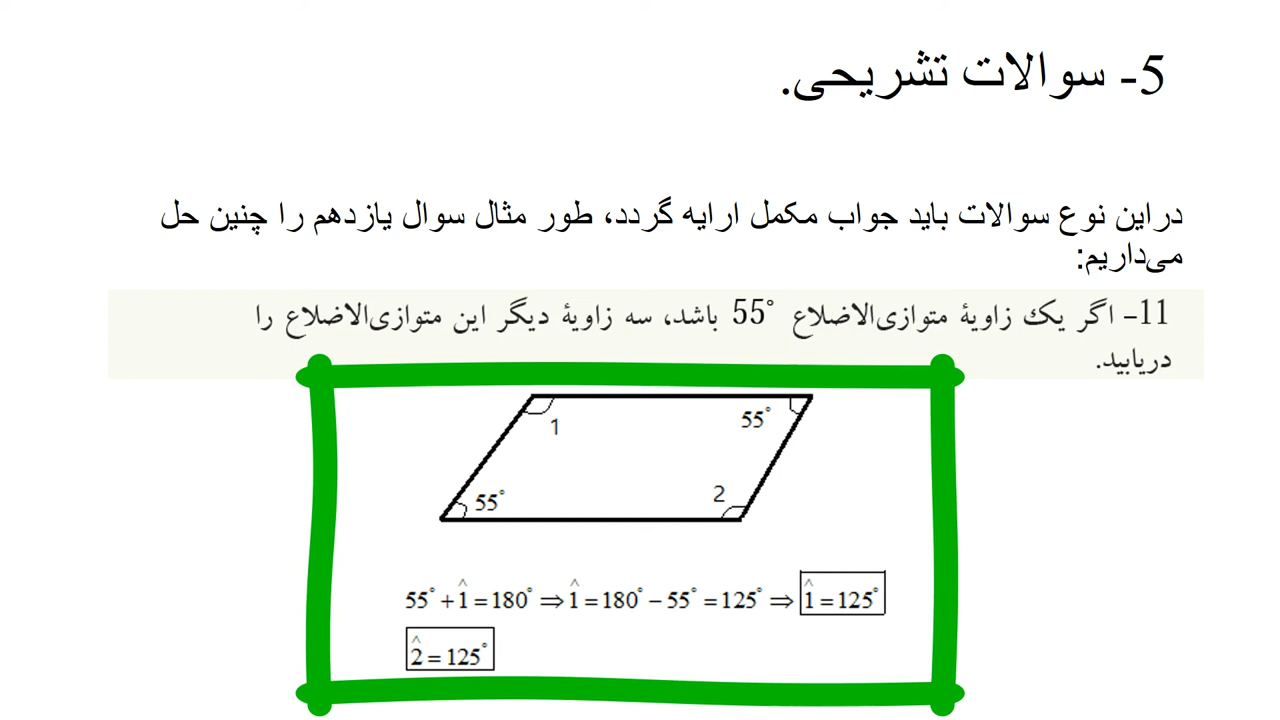 5- سوالات تشریحی.
دراین نوع سوالات باید جواب مکمل ارایه گردد، طور مثال سوال یازدهم را چنین حل
می‌داریم:
11– اگر یک زاویهٔ متوازی‌الاضلاع 55° باشد، سه زاویهٔ دیگر این متوازی‌الاضلاع را
دریابید.
1
55°
55°
2
55° + 1̂ = 180° ⇒ 1̂ = 180° − 55° = 125° ⇒ 1̂ = 125°
2̂ = 125°